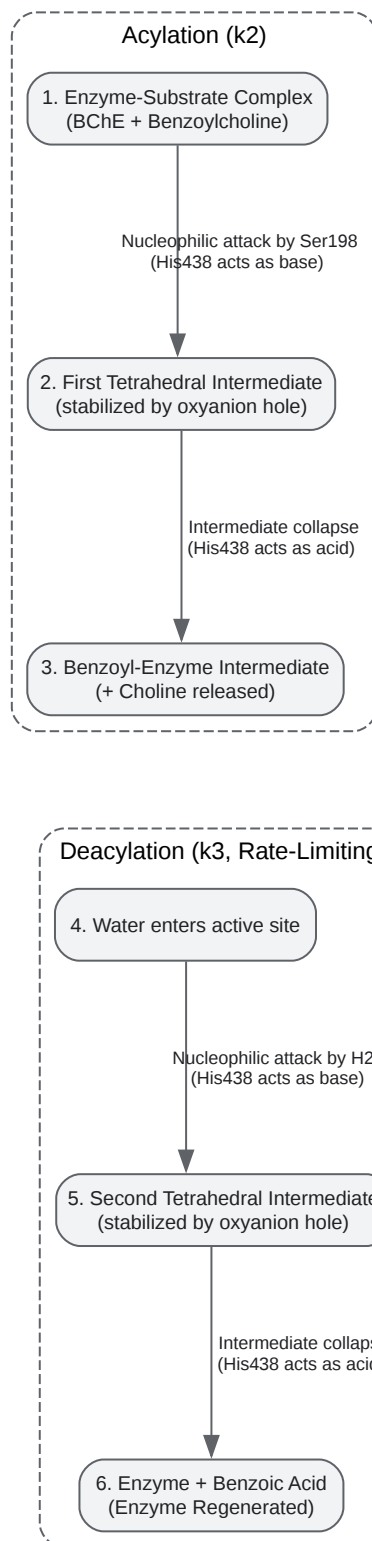 Acylation (k2)
1. Enzyme-Substrate Complex
(BChE + Benzoylcholine)
Nucleophilic attack by Ser198
(His438 acts as base)
2. First Tetrahedral Intermediate
(stabilized by oxyanion hole)
Intermediate collapse
(His438 acts as acid)
3. Benzoyl-Enzyme Intermediate
(+ Choline released)
Deacylation (k3, Rate-Limiting
4. Water enters active site
Nucleophilic attack by H2
(His438 acts as base)
5. Second Tetrahedral Intermediate
(stabilized by oxyanion hole)
Intermediate collaps
(His438 acts as acid
6. Enzyme + Benzoic Acid
(Enzyme Regenerated)